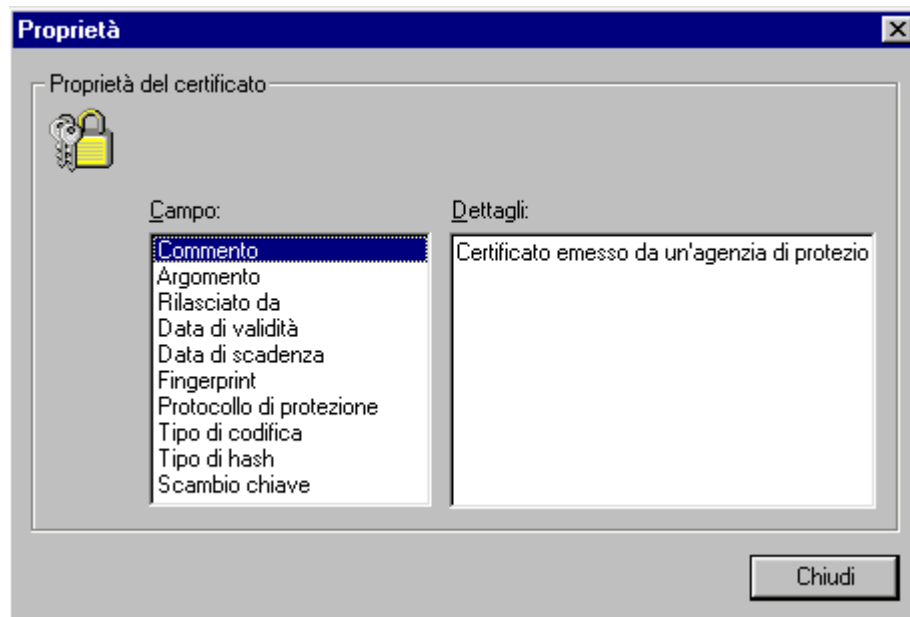 Proprietà
Proprietà del certificato
Campo:
Commento
Argomento
Rilasciato da
Data di validità
Data di scadenza
Fingerprint
Protocollo di protezione
Tipo di codifica
Tipo di hash
Scambio chiave
Dettagli:
Certificato emesso da un'agenzia di protezio
Chiudi